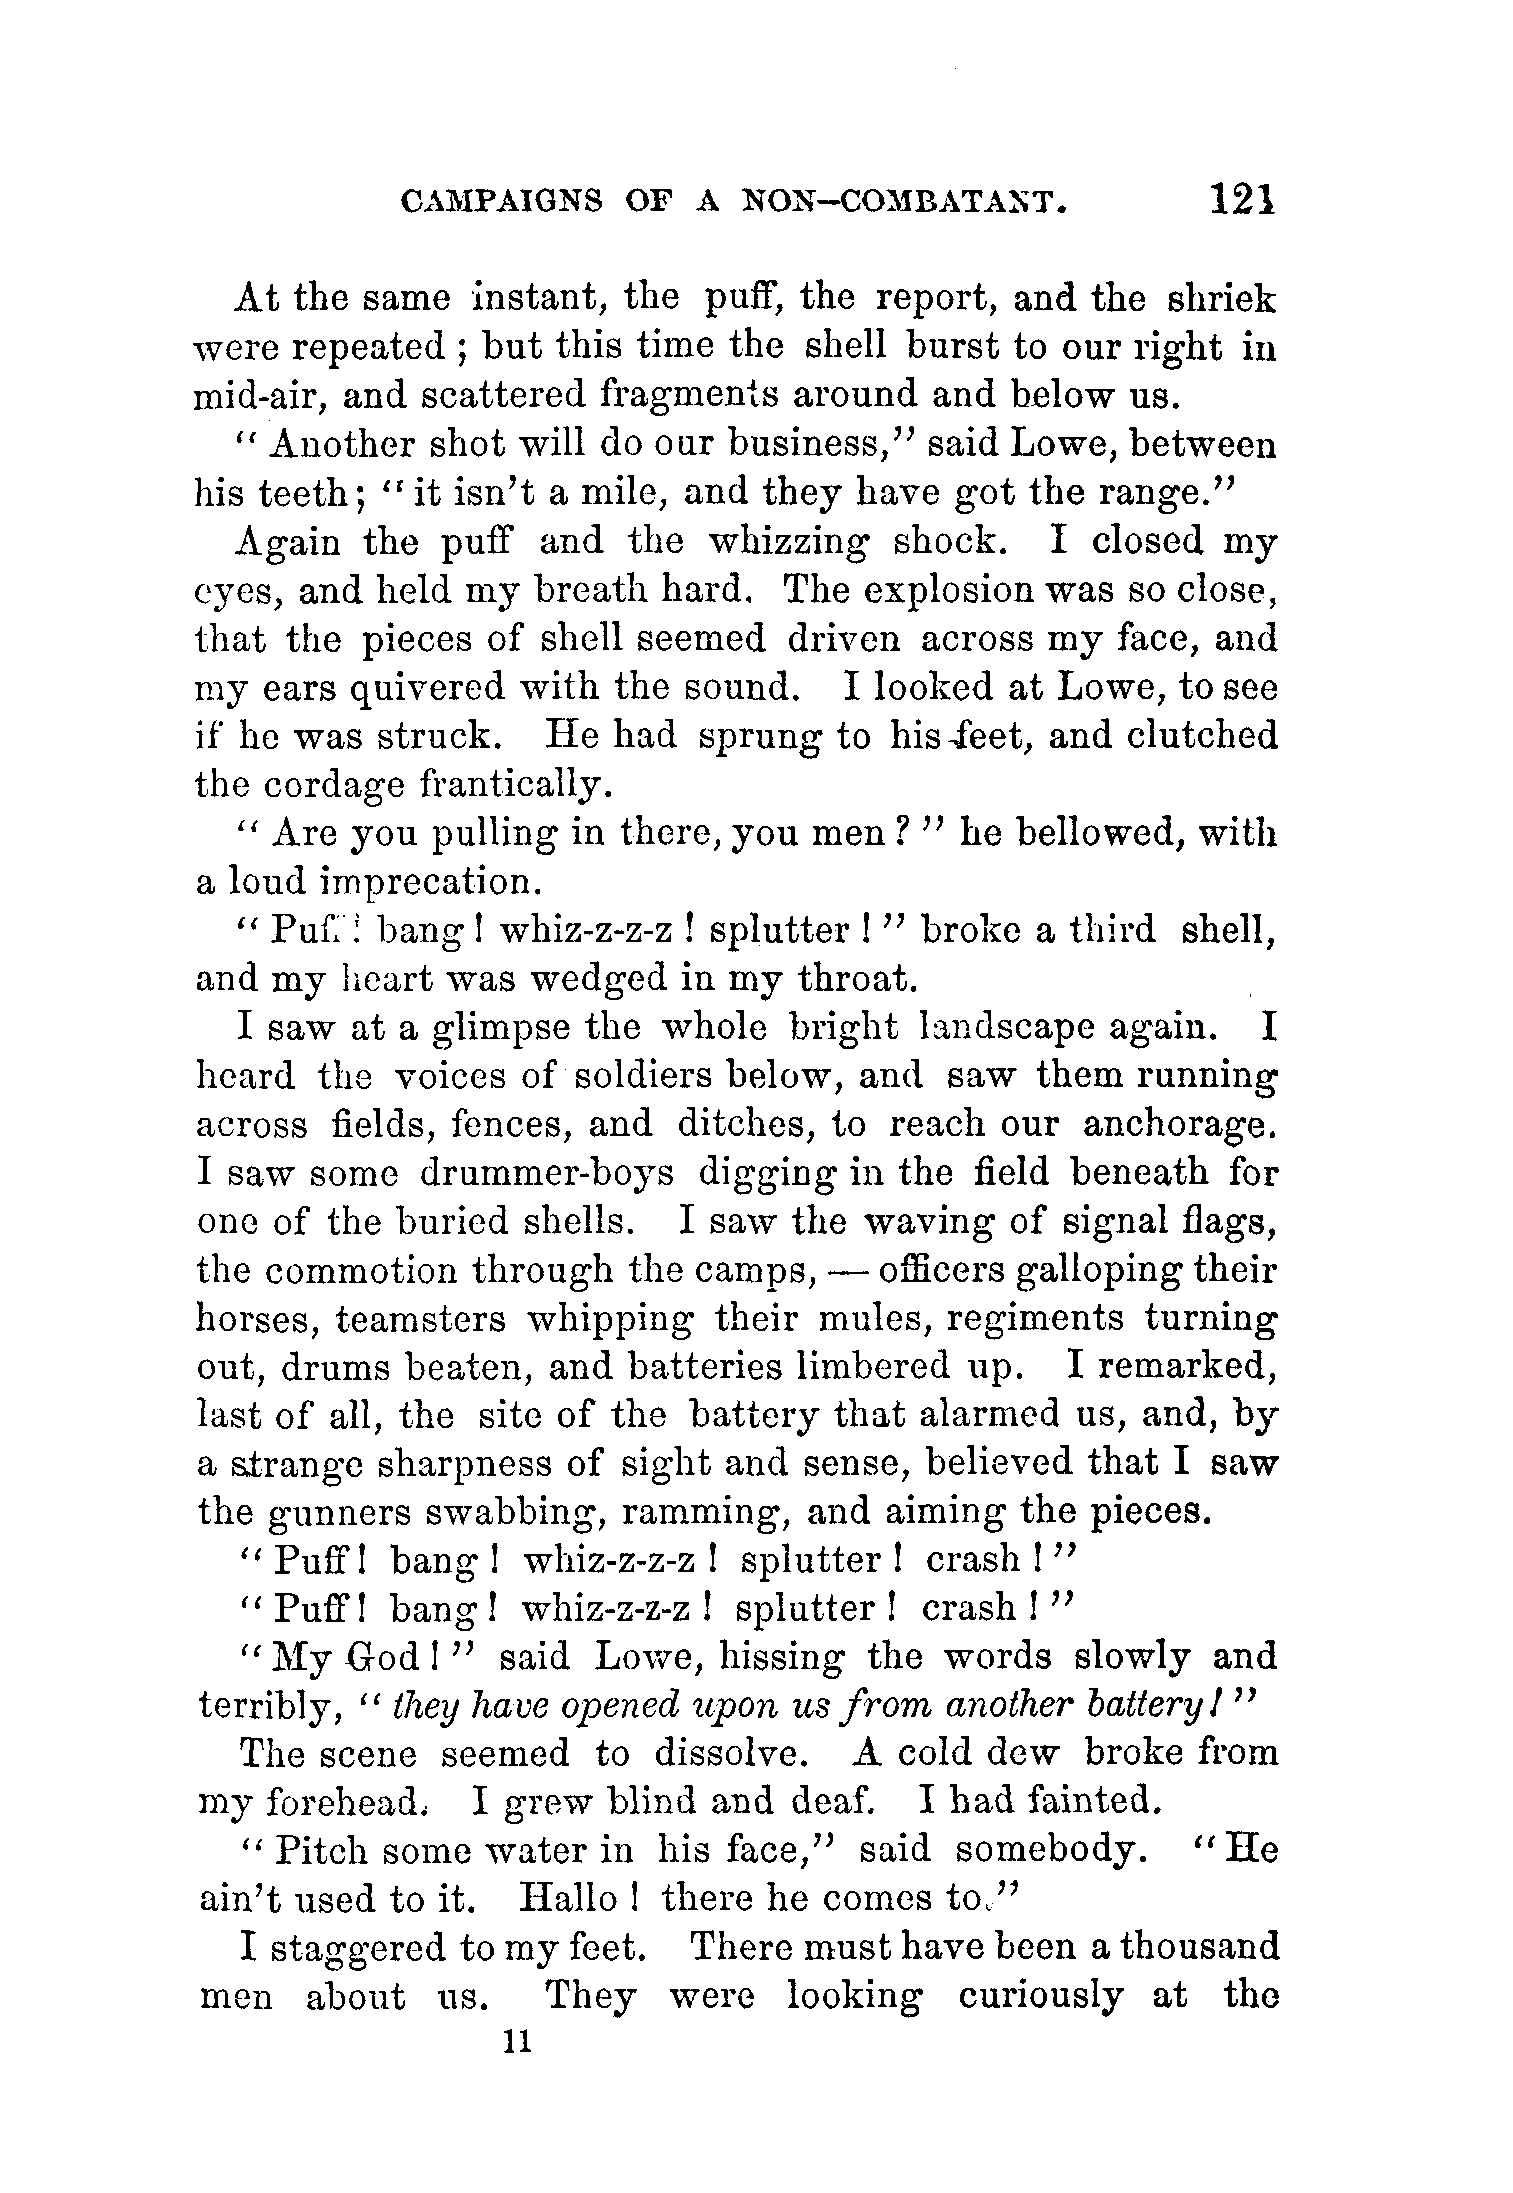 CAMPAIGNS OF A NON-COMBATANT. 121
At the same instant, the puff, the report, and the shriek
were repeated ; but this time the shell burst to our right in
mid-air, and scattered fragments around and below us.
" Another shot will do our business," said Lowe, between
his teeth; " it isn't a mile, and they have got the range."
Again the puff and the whizzing shock. I closed my
eyes, and held my breath hard. The explosion was so close,
that the pieces of shell seemed driven across my face, and
my ears quivered with the sound. I looked at Lowe, to see
if he was struck. He had sprung to his feet, and clutched
the cordage frantically.
" Are you pulling in there, you men ? " he bellowed, with
a loud imprecation.
" Puff ! bang ! whiz-z-z-z ! splutter ! " broke a third shell,
and my heart was wedged in my throat.
I saw at a glimpse the whole bright landscape again. I
heard the voices of soldiers below, and saw them running
across fields, fences, and ditches, to reach our anchorage.
I saw some drummer-boys digging in the field beneath for
one of the buried shells. I saw the waving of signal flags,
the commotion through the camps, — officers galloping their
horses, teamsters whipping their mules, regiments turning
out, drums beaten, and batteries limbered up. I remarked,
last of all, the site of the battery that alarmed us, and, by
a strange sharpness of sight and sense, believed that I saw
the gunners swabbing, ramming, and aiming the pieces.
" Puff ! bang ! whiz-z-z-z ! splutter ! crash ! "
" Puff ! bang ! whiz-z-z-z ! splutter ! crash ! "
" My God ! " said Lowe, hissing the words slowly and
terribly, " they have opened upon us from another battery ! "
The scene seemed to dissolve. A cold dew broke from
my forehead. I grew blind and deaf. I had fainted.
" Pitch some water in his face," said somebody. " He
ain't used to it. Hallo ! there he comes to."
I staggered to my feet. There must have been a thousand
men about us. They were looking curiously at the
11